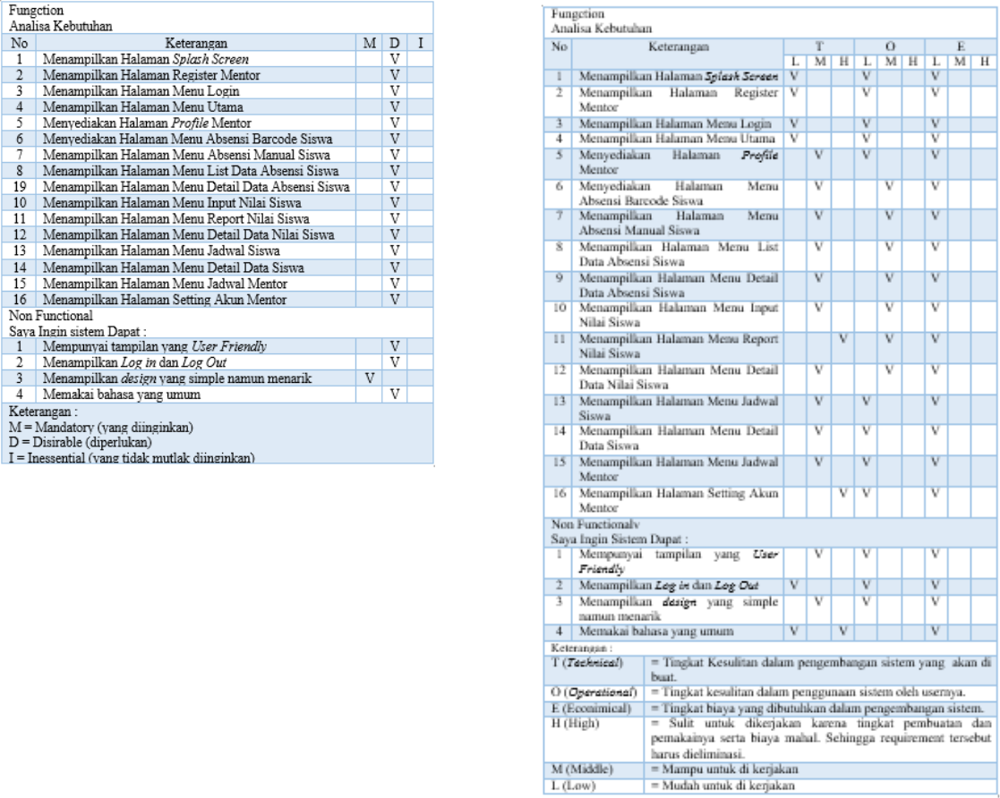 Fungction
Analisa Kebutuhan
No Keterangan M D I
1 Menampilkan Halaman Splash Screen V
2 Menampilkan Halaman Register Mentor V
3 Menampilkan Halaman Menu Login V
4 Menampilkan Halaman Menu Utama V
5 Menyediakan Halaman Profile Mentor V
6 Menyediakan Halaman Menu Absensi Barcode Siswa V
7 Menampilkan Halaman Menu Absensi Manual Siswa V
8 Menampilkan Halaman Menu List Data Absensi Siswa V
19 Menampilkan Halaman Menu Detail Data Absensi Siswa V
10 Menampilkan Halaman Menu Input Nilai Siswa V
11 Menampilkan Halaman Menu Report Nilai Siswa V
12 Menampilkan Halaman Menu Detail Data Nilai Siswa V
13 Menampilkan Halaman Menu Jadwal Siswa V
14 Menampilkan Halaman Menu Detail Data Siswa V
15 Menampilkan Halaman Menu Jadwal Mentor V
16 Menampilkan Halaman Setting Akun Mentor V
Non Functional
Saya Ingin sistem Dapat :
1 Mempunyai tampilan yang User Friendly V
2 Menampilkan Log in dan Log Out V
3 Menampilkan design yang simple namun menarik V
4 Memakai bahasa yang umum V
Keterangan :
M = Mandatory (yang diinginkan)
D = Disirable (diperlukan)
I = Inessential (yang tidak mutlak diinginkan)
Fungction
Analisa Kebutuhan
No Keterangan T O E
L M H L M H L M H
1 Menampilkan Halaman Splash Screen V V V
2 Menampilkan Halaman Register V V V
Mentor
3 Menampilkan Halaman Menu Login V V V
4 Menampilkan Halaman Menu Utama V V V
5 Menyediakan Halaman Profile V V V
Mentor
6 Menyediakan Halaman Menu V V V
Absensi Barcode Siswa
7 Menampilkan Halaman Menu V V V
Absensi Manual Siswa
8 Menampilkan Halaman Menu List V V V
Data Absensi Siswa
9 Menampilkan Halaman Menu Detail V V V
Data Absensi Siswa
10 Menampilkan Halaman Menu Input V V V
Nilai Siswa
11 Menampilkan Halaman Menu Report V V V
Nilai Siswa
12 Menampilkan Halaman Menu Detail V V V
Data Nilai Siswa
13 Menampilkan Halaman Menu Jadwal V V V
Siswa
14 Menampilkan Halaman Menu Detail V V V
Data Siswa
15 Menampilkan Halaman Menu Jadwal V V V
Mentor
16 Menampilkan Halaman Setting Akun V V V
Mentor
Non Functionalv
Saya Ingin Sistem Dapat :
1 Mempunyai tampilan yang User V V V
Friendly
2 Menampilkan Log in dan Log Out V V V
3 Menampilkan design yang simple V V V
namun menarik
4 Memakai bahasa yang umum V V V
Keterangan :
T (Technical) = Tingkat Kesulitan dalam pengembangan sistem yang akan di
buat.
O (Operational) = Tingkat kesulitan dalam penggunaan sistem oleh usernya.
E (Econimical) = Tingkat biaya yang dibutuhkan dalam pengembangan sistem.
H (High) = Sulit untuk dikerjakan karena tingkat pembuatan dan
pemakainya serta biaya mahal. Sehingga requirement tersebut
harus dieliminasi.
M (Middle) = Mampu untuk di kerjakan
L (Low) = Mudah untuk di kerjakan